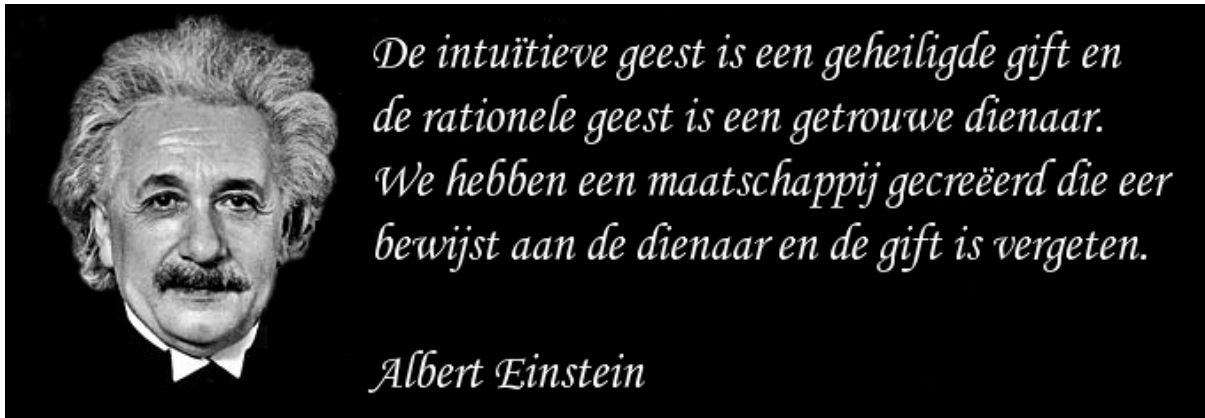 De intuïtieve geest is een geheiligde gift en
de rationele geest is een getrouwe dienaar.
We hebben een maatschappij gecreëerd die eer
bewijst aan de dienaar en de gift is vergeten.
Albert Einstein